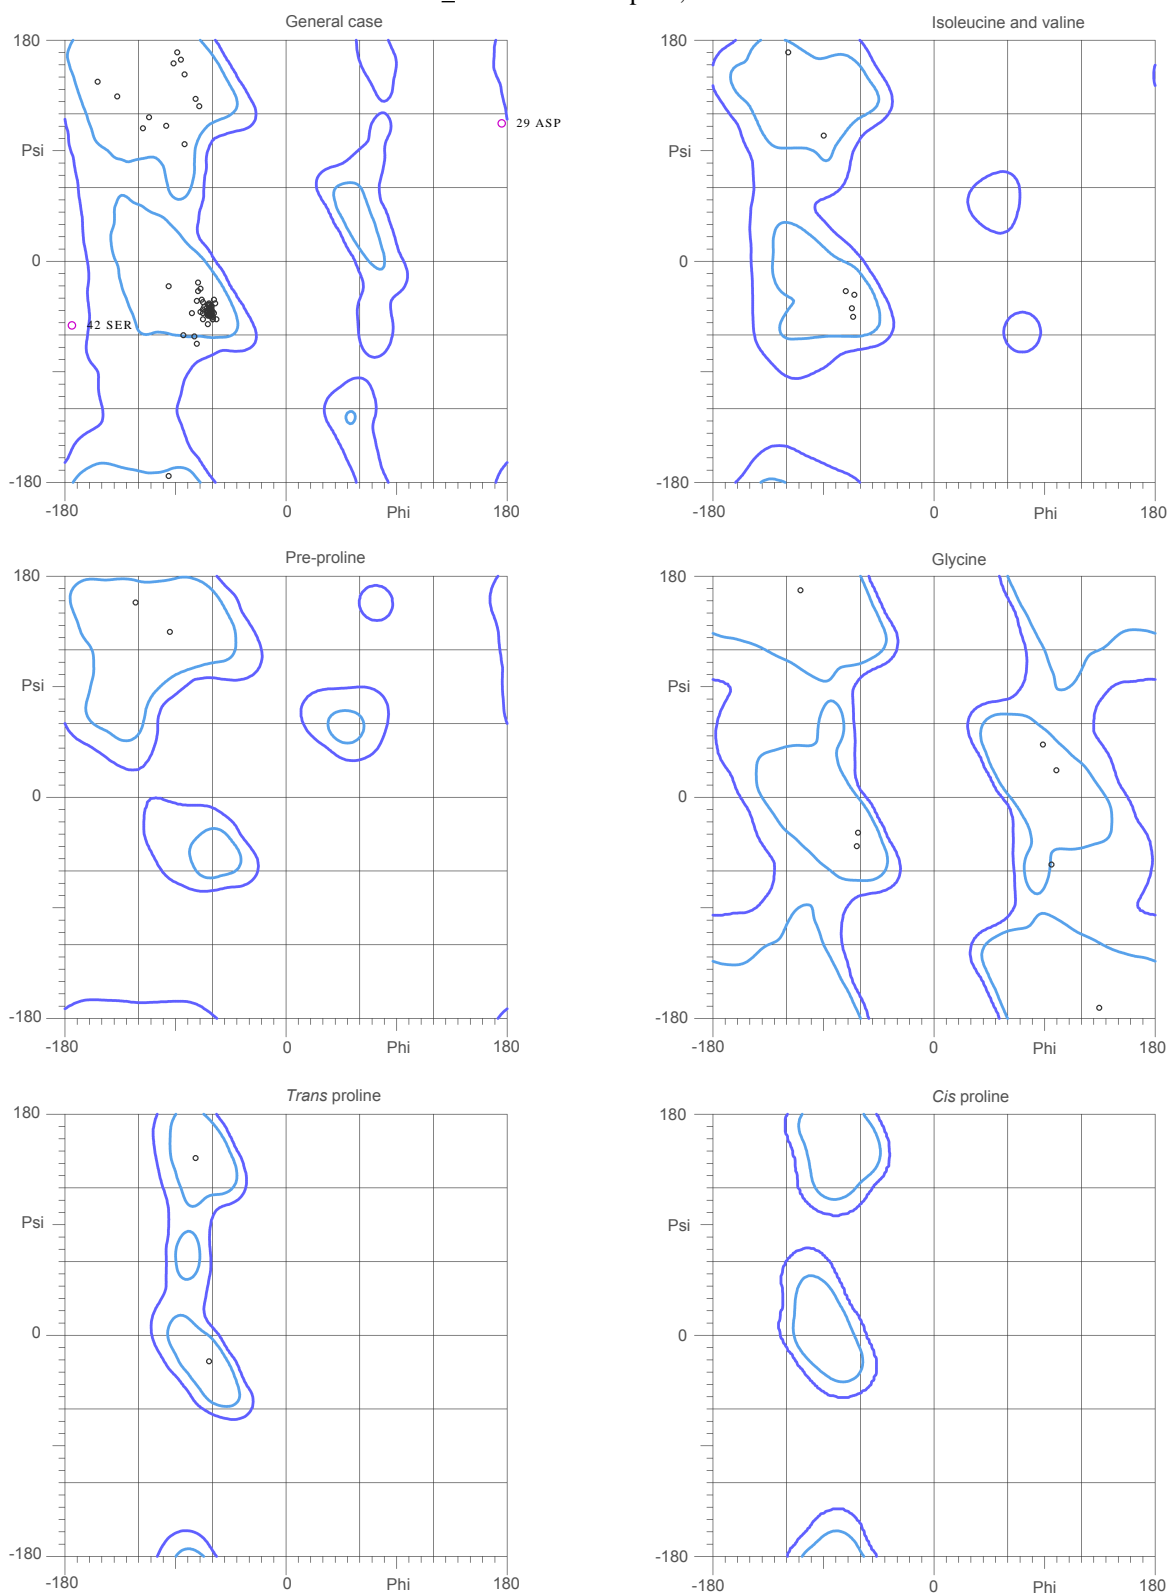 General case
180
Psi
0
-180
-180
0
Phi
180
29 ASP
42 SER
Isoleucine and valine
180
Psi
0
-180
-180
0
Phi
180
Pre-proline
180
Psi
0
-180
-180
0
Phi
180
Glycine
180
Psi
0
-180
-180
0
Phi
180
Trans proline
180
Psi
0
-180
-180
0
Phi
180
Cis proline
180
Psi
0
-180
-180
0
Phi
180